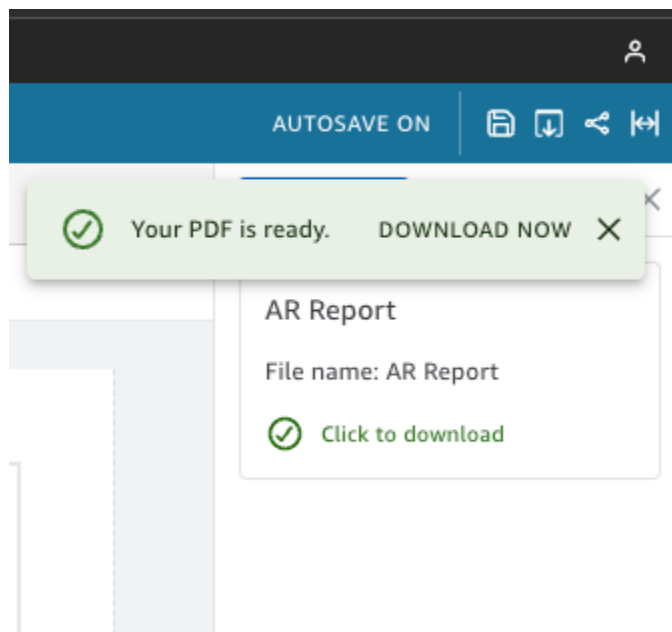 AUTOSAVE ON
Your PDF is ready. DOWNLOAD NOW
AR Report
File name: AR Report
Click to download